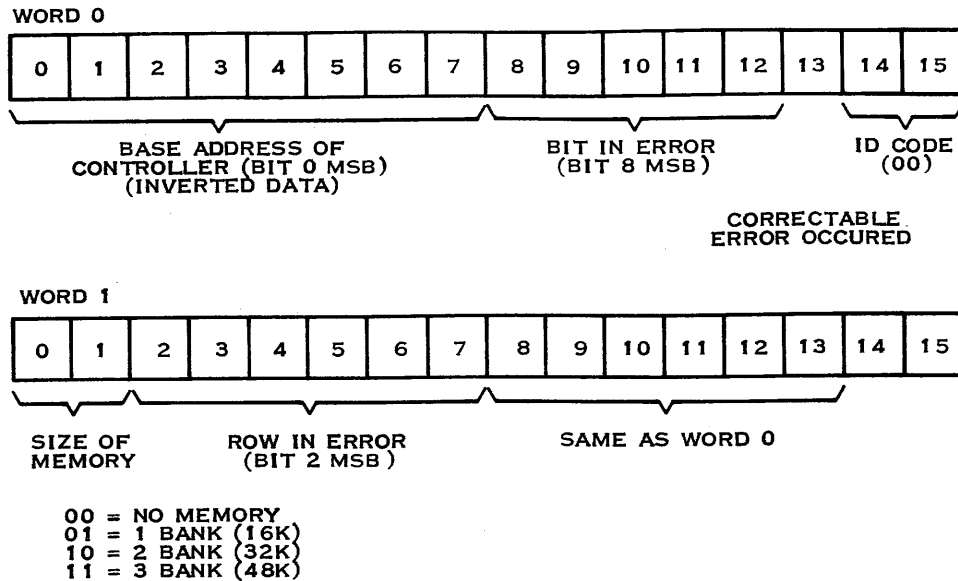 WORD 0
0 1 2 3 4 5 6 7 8 9 10 11 12 13 14 15
BASE ADDRESS OF
CONTROLLER (BIT 0 MSB)
(INVERTED DATA)
BIT IN ERROR
(BIT 8 MSB)
ID CODE
(00)
CORRECTABLE
ERROR OCCURED
WORD 1
0 1 2 3 4 5 6 7 8 9 10 11 12 13 14 15
SIZE OF
MEMORY
ROW IN ERROR
(BIT 2 MSB)
SAME AS WORD 0
00 = NO MEMORY
01 = 1 BANK (16K)
10 = 2 BANK (32K)
11 = 3 BANK (48K)